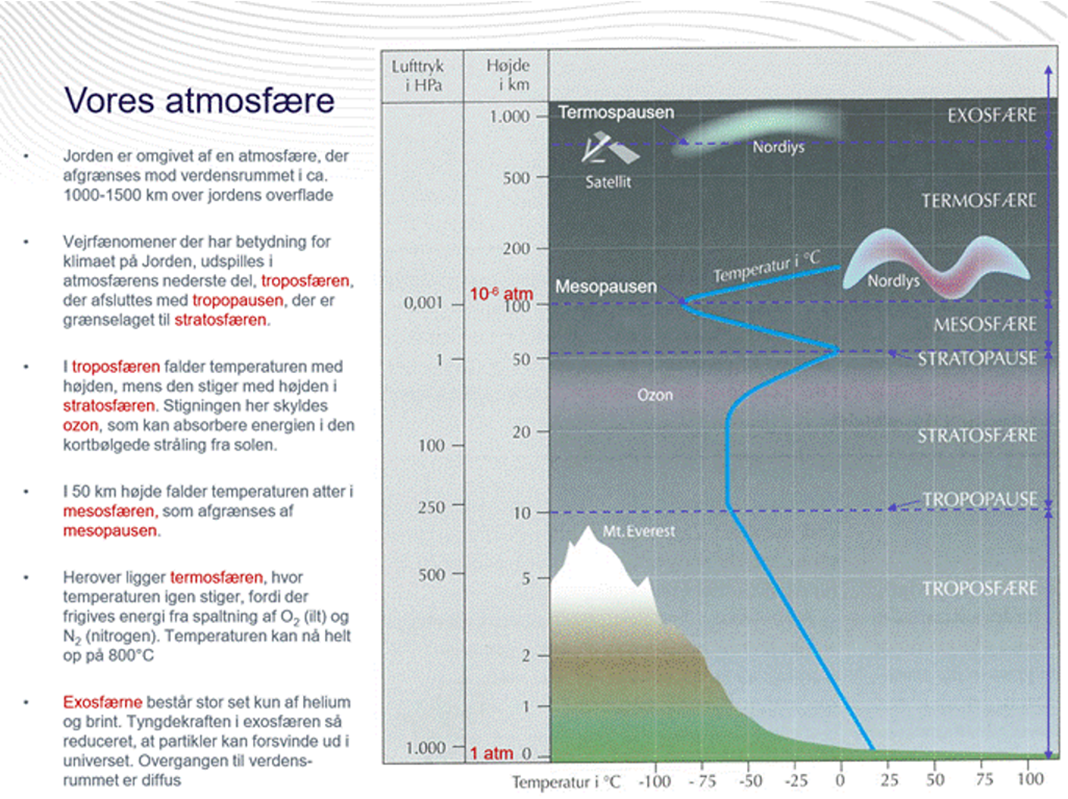 Vores atmosfære
• Jorden er omgivet af en atmosfære, der
afgrænses mod verdensrummet i ca.
1000-1500 km over jordens overflade
• Vejrfænomener der har betydning for
klimaet på Jorden, udspilles i
atmosfærens nederste del, troposfæren,
der afsluttes med tropopausen, der er
grænselaget til stratosfæren.
• I troposfæren falder temperaturen med
højden, mens den stiger med højden i
stratosfæren. Stigningen her skyldes
ozon, som kan absorbere energien i den
kortbølgede stråling fra solen.
• I 50 km højde falder temperaturen atter i
mesosfæren, som afgrænses af
mesopausen.
• Herover ligger termosfæren, hvor
temperaturen igen stiger, fordi der
frigives energi fra spaltning af O₂ (ilt) og
N₂ (nitrogen). Temperaturen kan nå helt
op på 800°C
• Exosfærne består stor set kun af helium
og brint. Tyngdekraften i exosfæren så
reduceret, at partikler kan forsvinde ud i
universet. Overgangen til verdens-
rummet er diffus
Lufttryk
i HPa
Højde
i km
Termospausen
1.000
EXOSFÆRE
Nordlys
Satellit
500
TERMOSFÆRE
200
Temperatur i °C
Nordlys
Mesopausen
10⁻⁶ atm
0,001
100
MESOSFÆRE
1
50
STRATOPAUSE
Ozon
100
20
STRATOSFÆRE
250
10
TROPOPAUSE
Mt. Everest
500
5
TROPOSFÆRE
2
1
1.000
1 atm
0
Temperatur i °C -100 -75 -50 -25 0 25 50 75 100